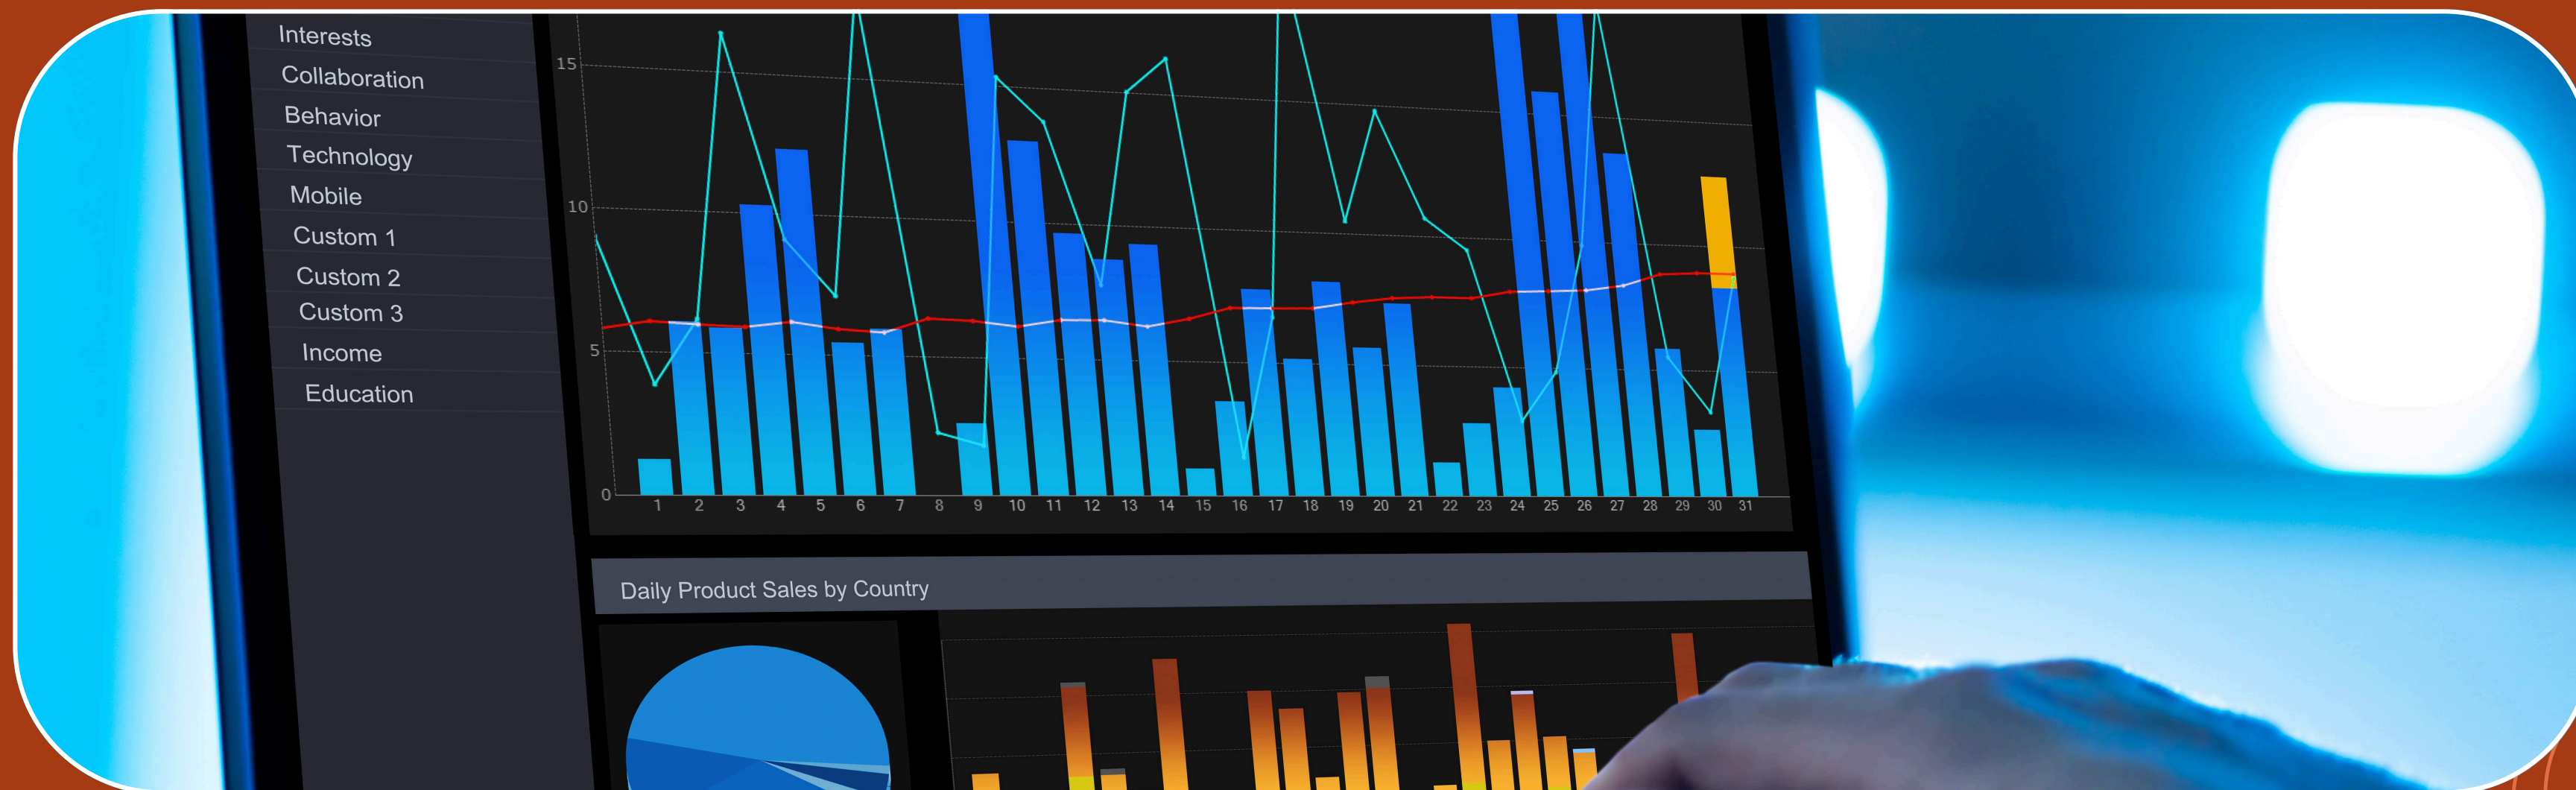 Interests
Collaboration
Behavior
Technology
Mobile
Custom 1
Custom 2
Custom 3
Income
Education
15
10
5
0
1 2 3 4 5 6 7 8 9 10 11 12 13 14 15 16 17 18 19 20 21 22 23 24 25 26 27 28 29 30 31
Daily Product Sales by Country